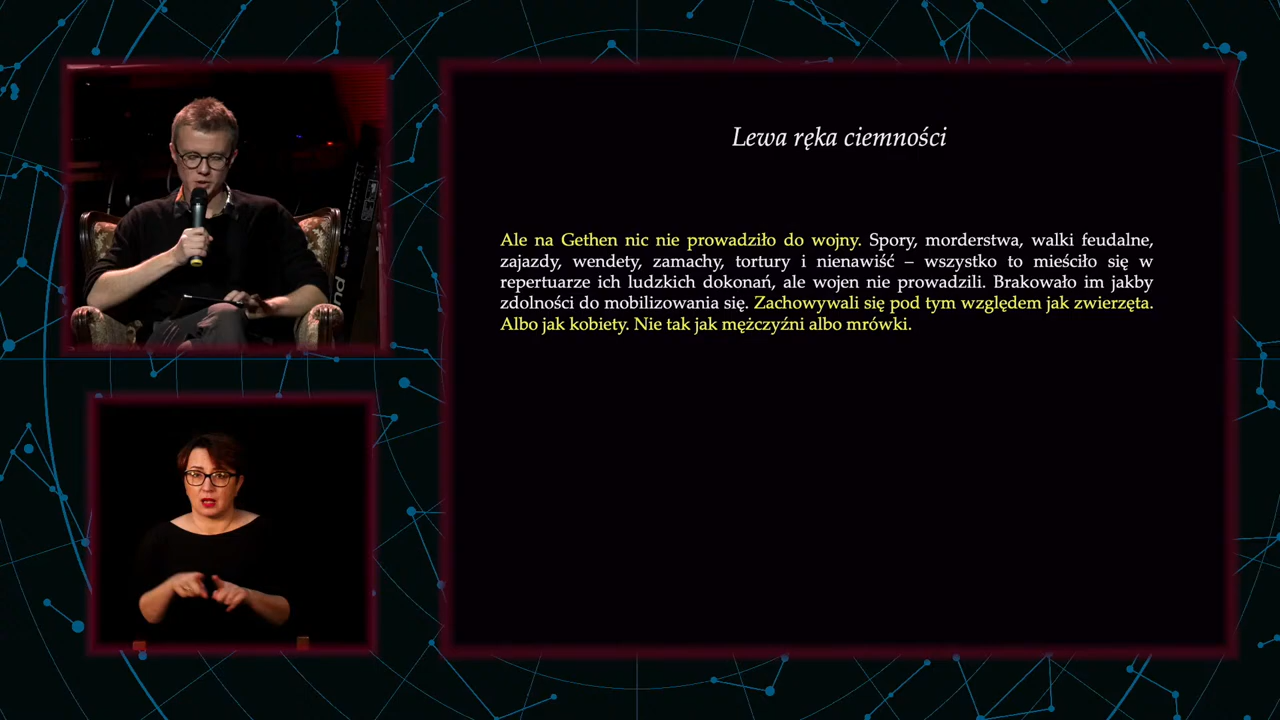 Lewa ręka ciemności
Ale na Gethen nic nie prowadziło do wojny. Spory, morderstwa, walki feudalne,
zajazdy, wendety, zamachy, tortury i nienawiść – wszystko to mieściło się w
repertuarze ich ludzkich dokonań, ale wojen nie prowadzili. Brakowało im jakby
zdolności do mobilizowania się. Zachowywali się pod tym względem jak zwierzęta.
Albo jak kobiety. Nie tak jak mężczyźni albo mrówki.